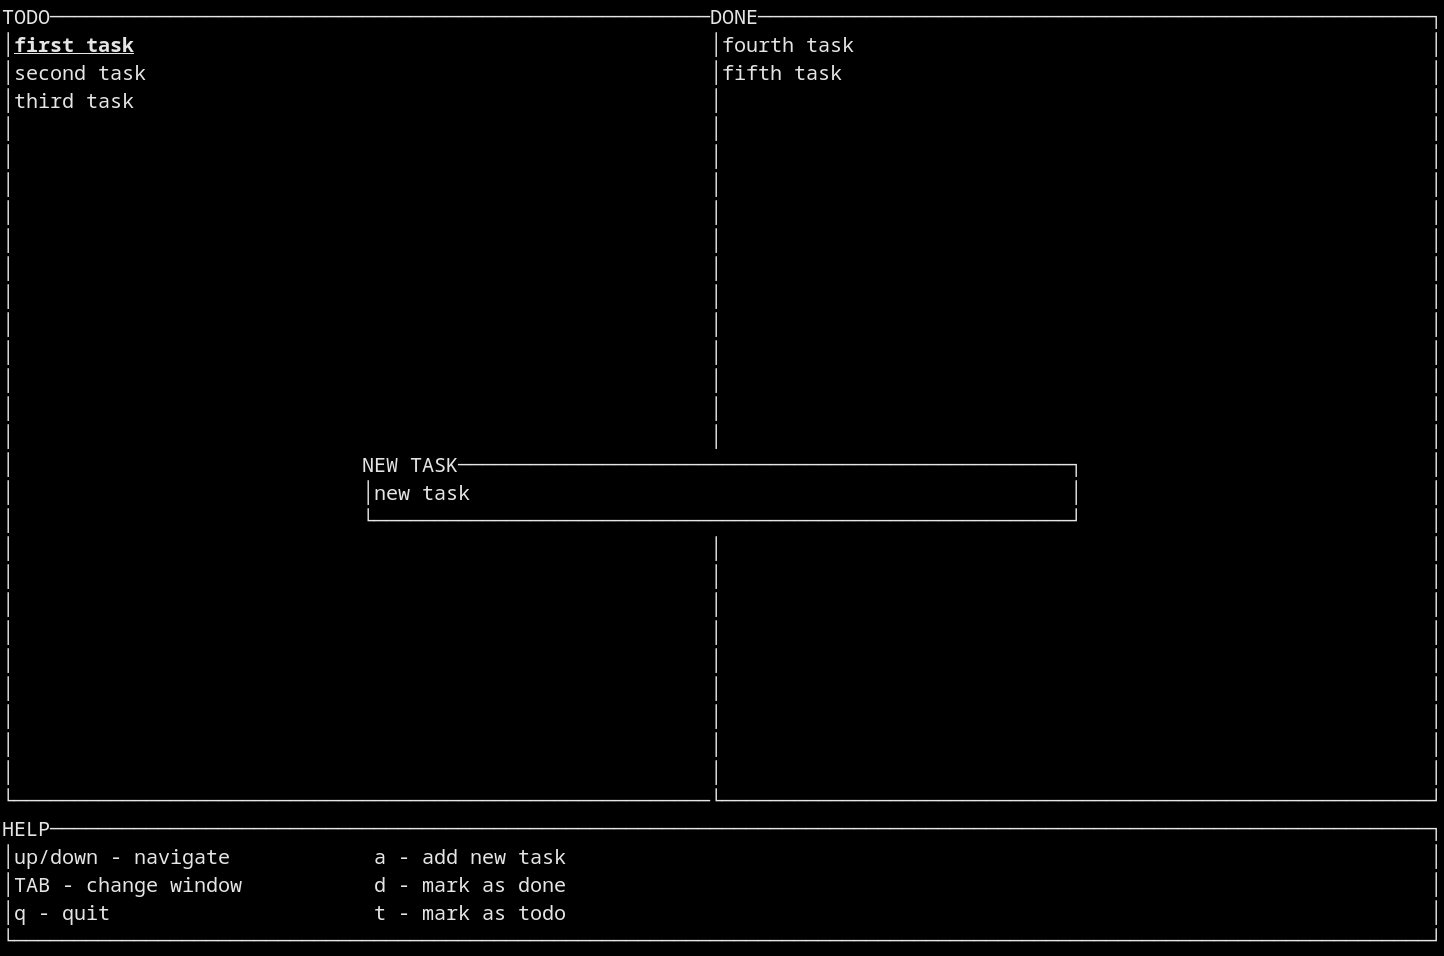 TODO
first task
second task
third task
DONE
fourth task
fifth task
NEW TASK
new task
HELP
up/down - navigate
TAB - change window
q - quit
a - add new task
d - mark as done
t - mark as todo